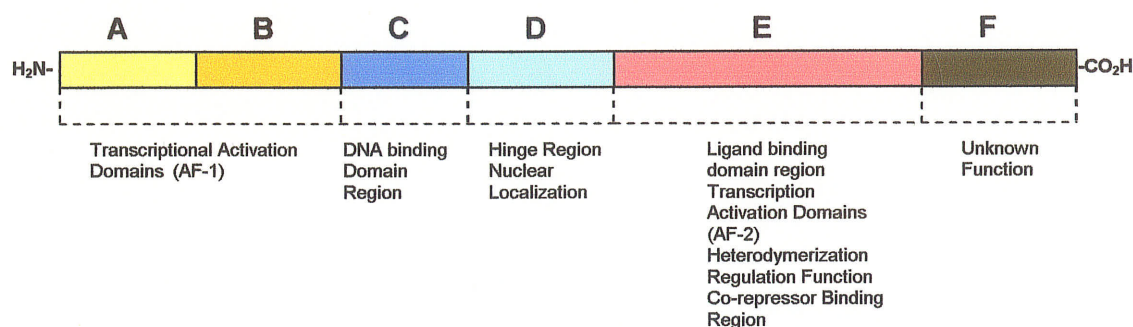 A B C D E F
H₂N- -CO₂H
Transcriptional Activation
Domains (AF-1)
DNA binding
Domain
Region
Hinge Region
Nuclear
Localization
Ligand binding
domain region
Transcription
Activation Domains
(AF-2)
Heterodymerization
Regulation Function
Co-repressor Binding
Region
Unknown
Function